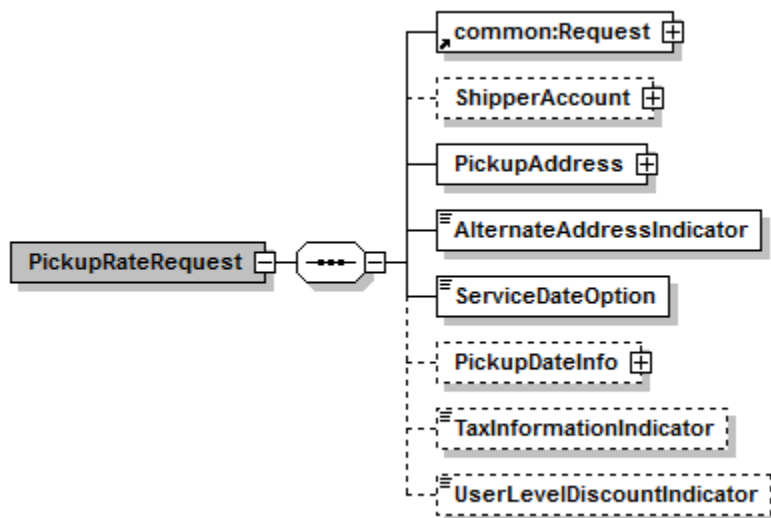 common:Request
ShipperAccount
PickupAddress
AlternateAddressIndicator
PickupRateRequest
ServiceDateOption
PickupDateInfo
TaxInformationIndicator
UserLevelDiscountIndicator